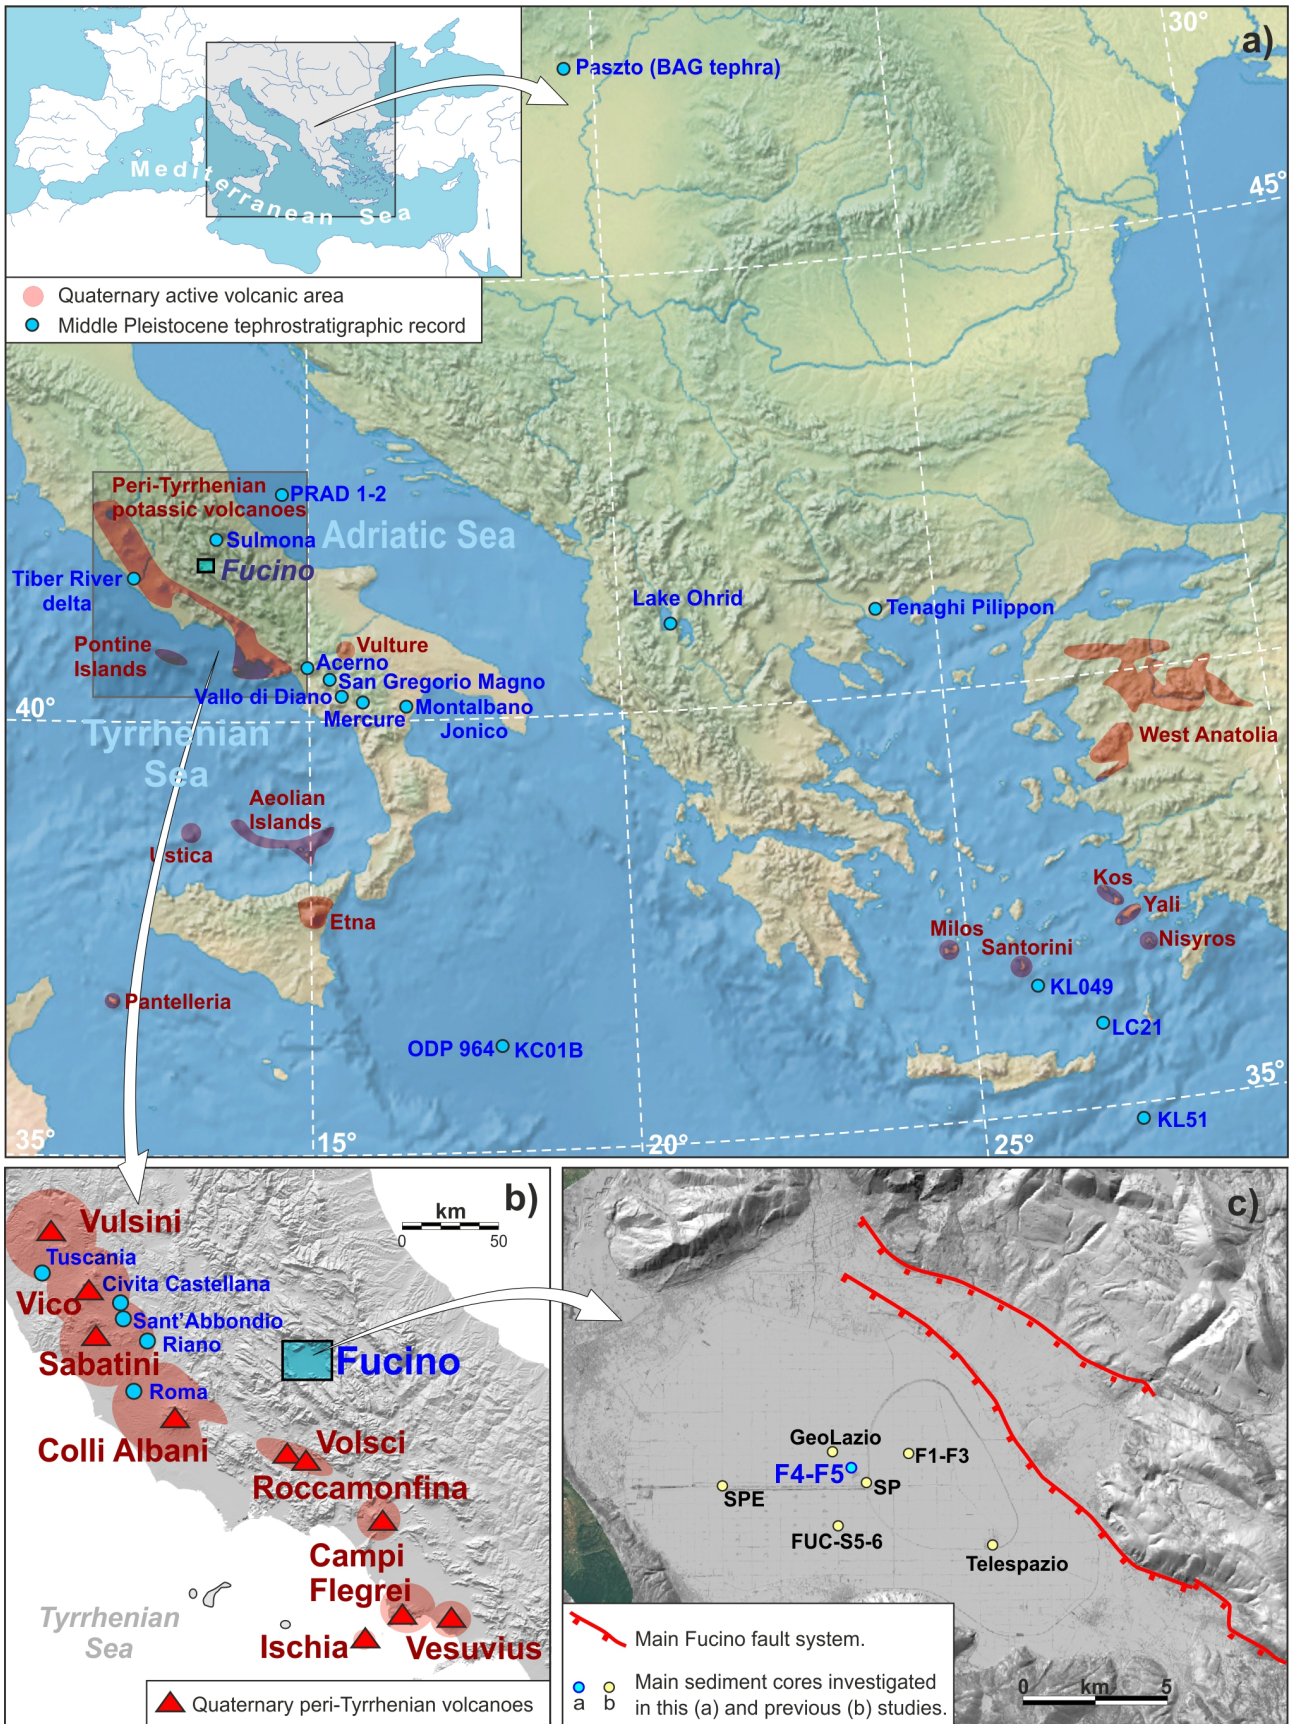 30°
a)
Paszto (BAG tephra)
Mediterranean Sea
45°
Quaternary active volcanic area
Middle Pleistocene tephrostratigraphic record
Peri-Tyrrhenian
potassic volcanoes
PRAD 1-2
Adriatic Sea
Sulmona
Fucino
Tiber River
delta
Lake Ohrid
Tenaghi Pilippon
Pontine
Islands
Vulture
Acerno
San Gregorio Magno
Vallo di Diano
Mercure
Montalbano
Jonico
40°
Tyrrhenian
Sea
West Anatolia
Aeolian
Islands
Ustica
Etna
Kos
Yali
Milos
Santorini
Nisyros
Pantelleria
KL049
LC21
ODP 964
KC01B
35°
KL51
35°
15°
20°
25°
b)
km
0
50
Vulsini
Tuscania
Civita Castellana
Vico
Sant'Abbondio
Riano
Sabatini
Fucino
Roma
Colli Albani
Volsci
Roccamonfina
Campi
Flegrei
Tyrrhenian
Sea
Ischia
Vesuvius
Quaternary peri-Tyrrhenian volcanoes
c)
GeoLazio
F1-F3
F4-F5
SP
SPE
FUC-S5-6
Telespazio
Main Fucino fault system.
Main sediment cores investigated
a b in this (a) and previous (b) studies.
0 km 5